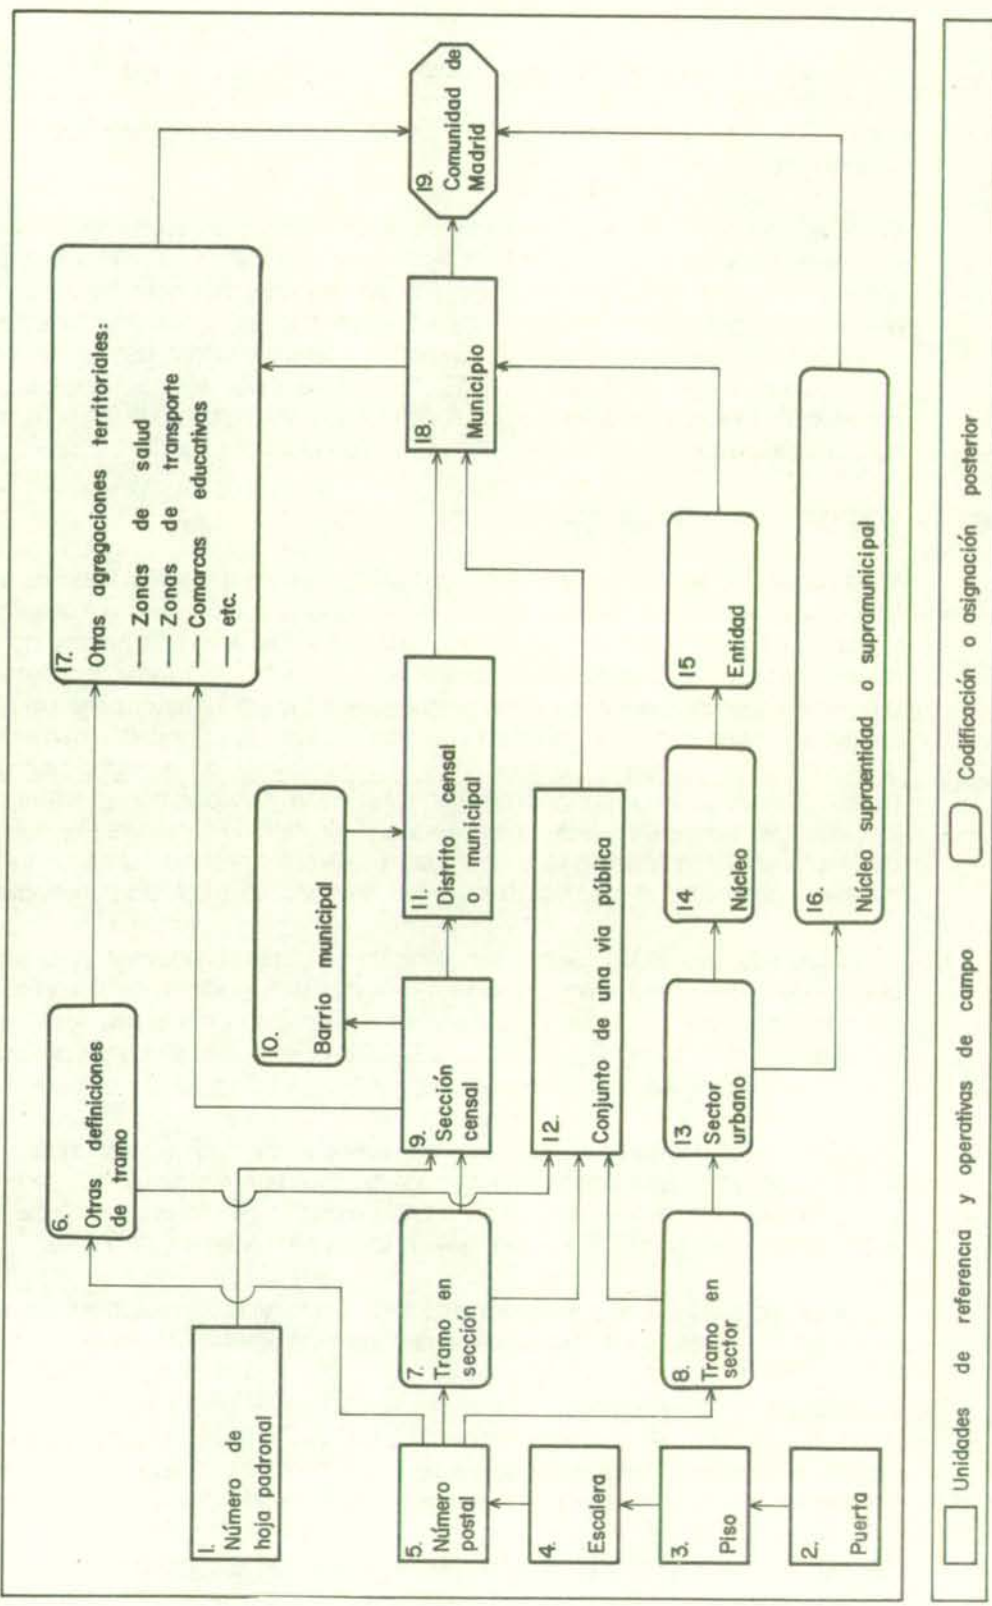 1.
Número de
hoja padronal
2.
Puerta
3.
Piso
4.
Escalera
5.
Número
postal
6.
Otras definiciones
de tramo
7.
Tramo en
sección
8.
Tramo en
sector
9.
Sección
censal
10.
Barrio municipal
11.
Distrito censal
o municipal
12.
Conjunto de una via pública
13
Sector
urbano
14
Núcleo
15
Entidad
16.
Núcleo supraentidad o supramunicipal
17.
Otras agregaciones territoriales:
— Zonas de salud
— Zonas de transporte
— Comarcas educativas
— etc.
18.
Municipio
19.
Comunidad de
Madrid
Unidades de referencia y operativas de campo
Codificación o asignación posterior